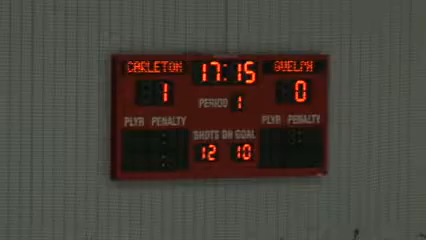 CARLETON 17:15 GUELPH
1 0
PERIOD 1
PLYR PENALTY PLYR PENALTY
SHOTS ON GOAL
12 10